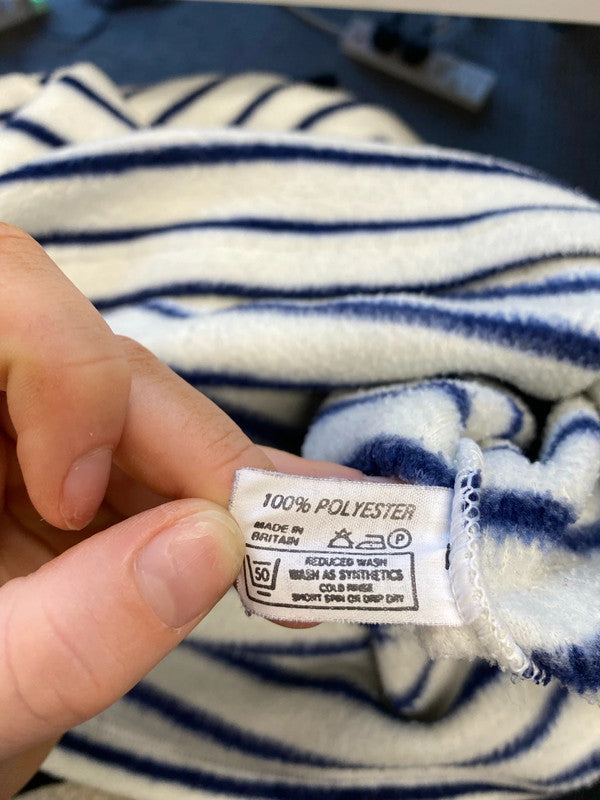 100% POLYESTER
MADE IN
BRITAIN
P
REDUCED WASH
50
WASH AS SYNTHETICS
COLD RINSE
SHORT SPIN OR DRIP DRY